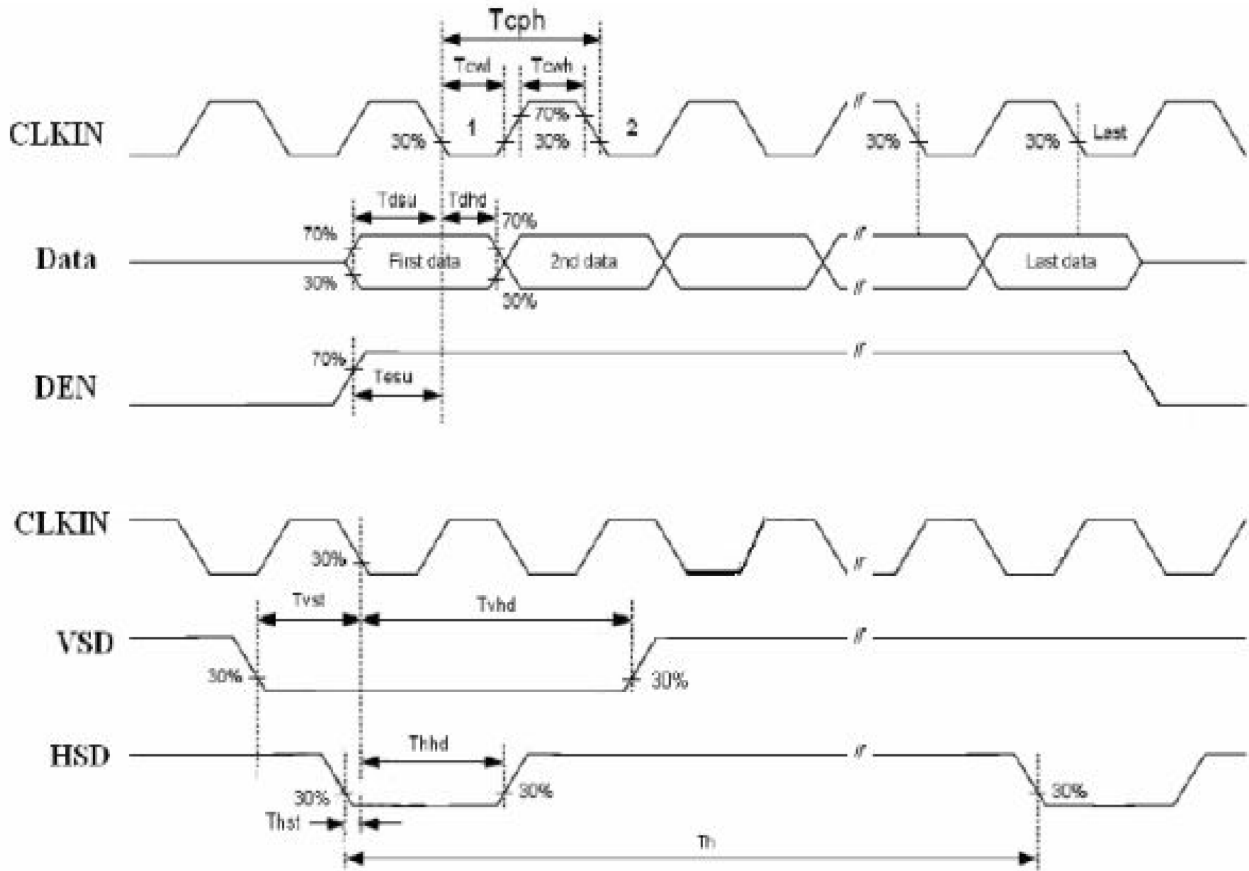 Tcph
Tcwl Tcwh
CLKIN 30% 1 70% 30% 2 30% 30% Last
Tdsu Tdhd
70% 70%
Data First data 2nd data Last data
30% 30%
70%
DEN Tesu
CLKIN
30%
Tvst Tvhd
VSD
30% 30%
HSD Thhd
30% 30% 30%
Thst
Th